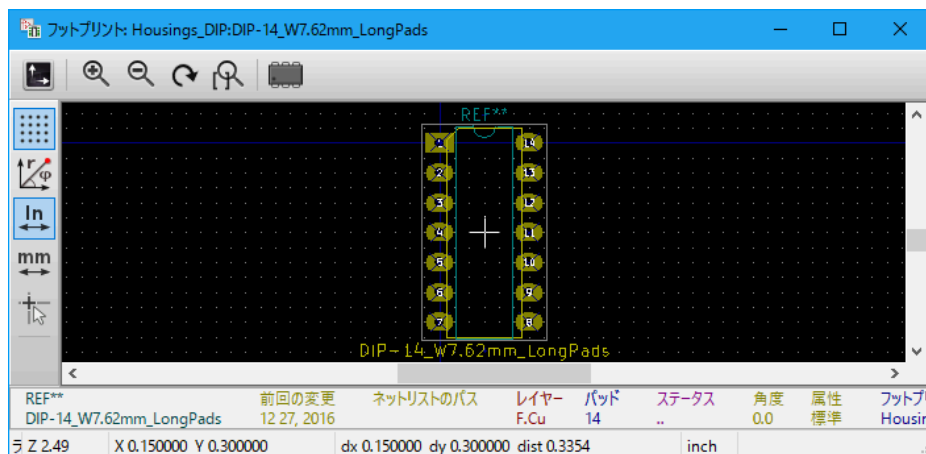 フットプリント: Housings_DIP:DIP-14_W7.62mm_LongPads
r φ
In
mm
REF**
1 14
2 13
3 12
4 11
5 10
6 9
7 8
DIP-14_W7.62mm_LongPads
REF** 前回の変更 ネットリストのパス レイヤー パッド ステータス 角度 属性 フットプリ
DIP-14_W7.62mm_LongPads 12 27, 2016 F.Cu 14 .. 0.0 標準 Housin
ラ Z 2.49 X 0.150000 Y 0.300000 dx 0.150000 dy 0.300000 dist 0.3354 inch